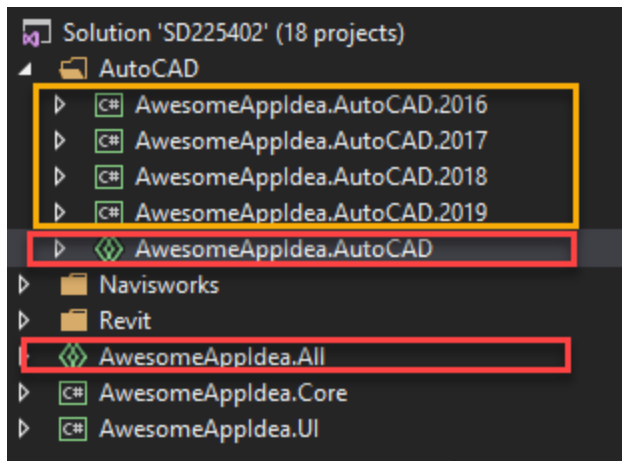 Solution 'SD225402' (18 projects)
AutoCAD
C# AwesomeAppIdea.AutoCAD.2016
C# AwesomeAppIdea.AutoCAD.2017
C# AwesomeAppIdea.AutoCAD.2018
C# AwesomeAppIdea.AutoCAD.2019
AwesomeAppIdea.AutoCAD
Navisworks
Revit
AwesomeAppIdea.All
C# AwesomeAppIdea.Core
C# AwesomeAppIdea.UI